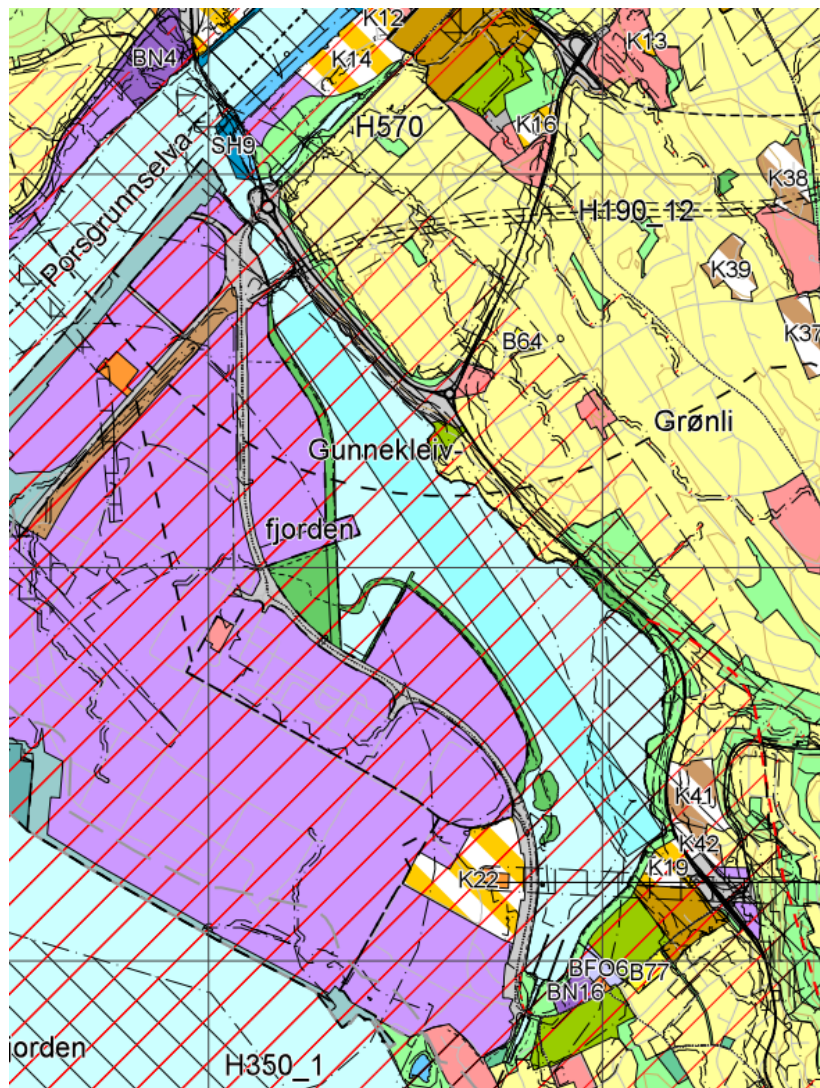 K12
K13
BN4
K14
H570
K16
SH9
K38
Porsgrunnselva
H190_12
K39
K37
B64
Grønli
Gunnekleiv-
fjorden
K41
K42
K19
K22
BFO6
B77
BN16
jorden
H350_1